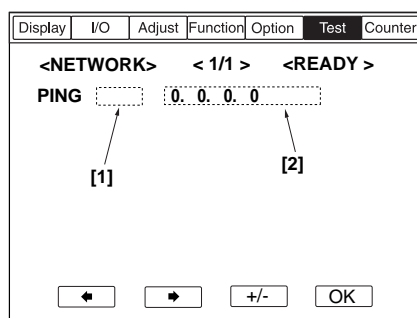 Display I/O Adjust Function Option Test Counter
<NETWORK> < 1/1 > <READY >
PING 0. 0. 0. 0
[1] [2]
+/- OK